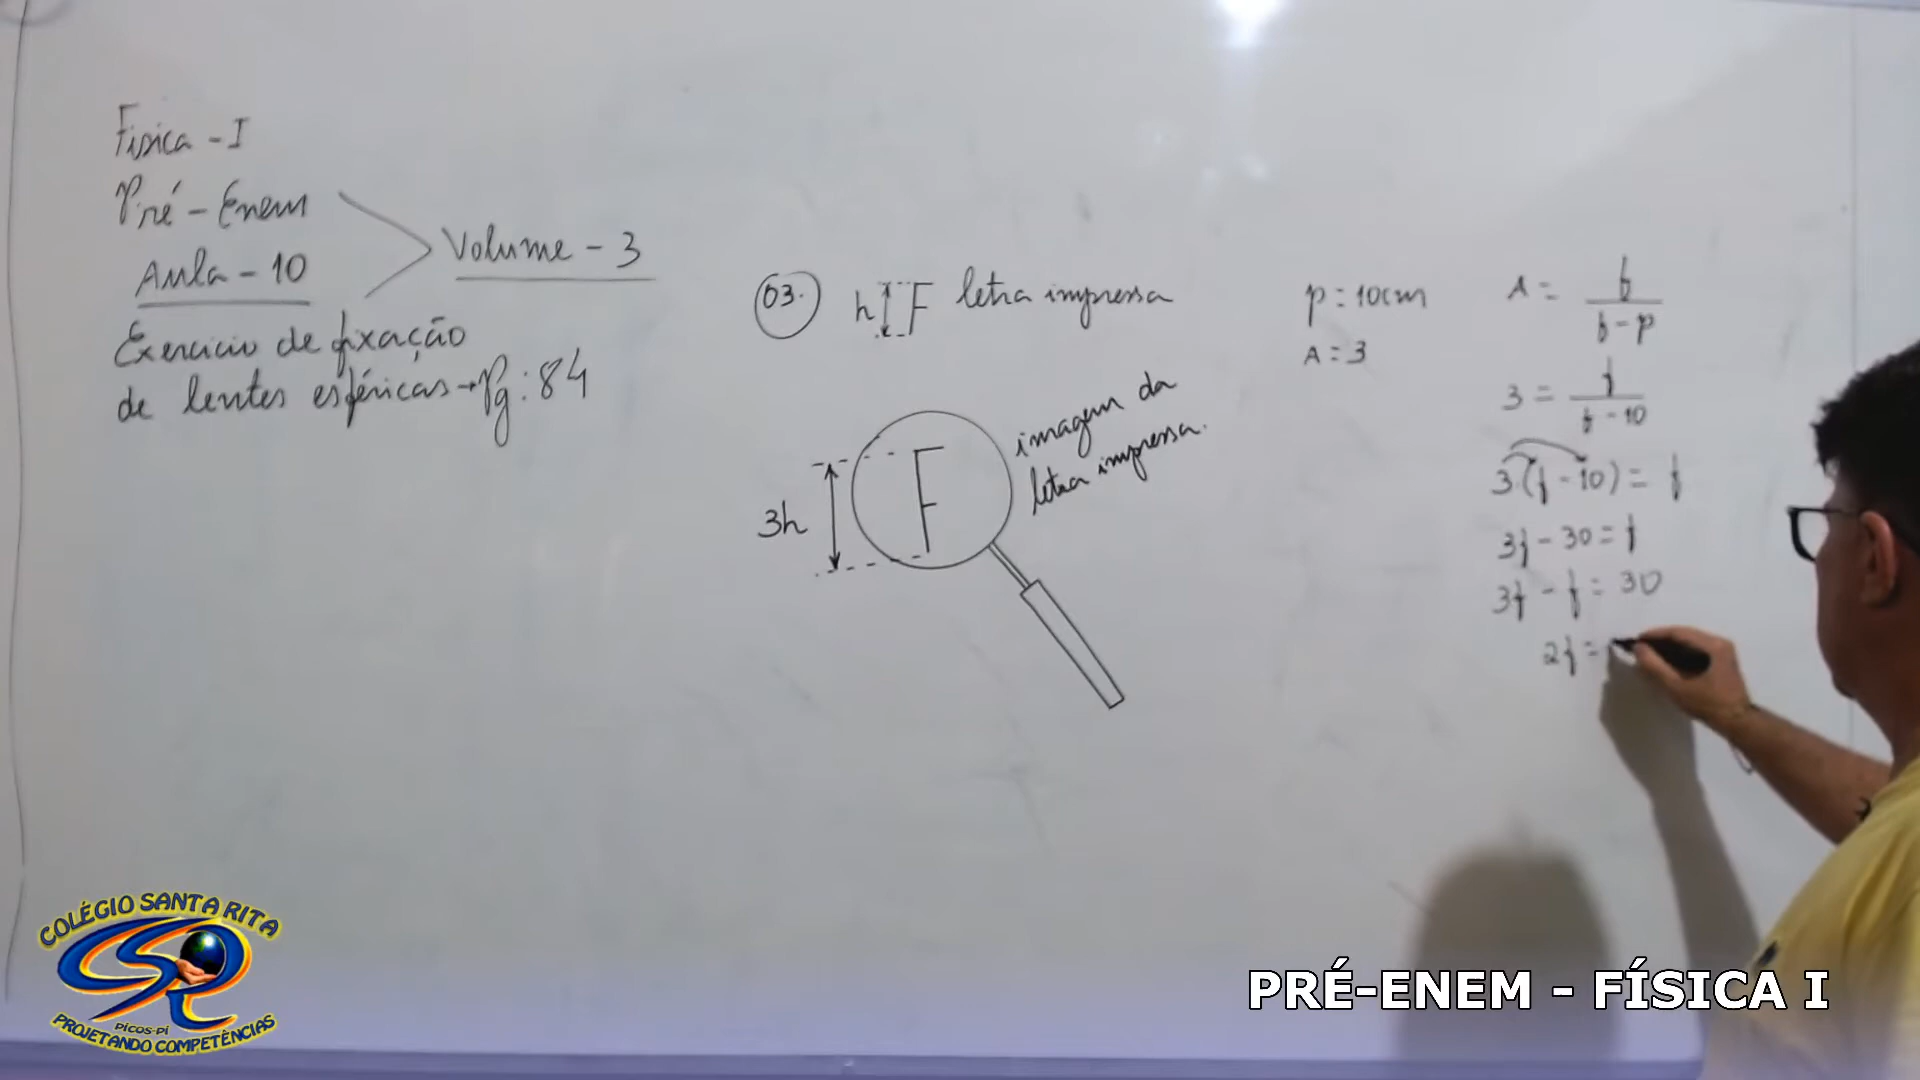 Física - I
Pré - Enem
Aula - 10
Volume - 3
Exercício de fixação
de lentes esféricas → Pg: 84
03.
h F letra impressa
3h F
imagem da
letra impressa.
p = 10cm
A = 3
A = f / f - p
3 = f / f - 10
3(f - 10) = f
3f - 30 = f
3f - f = 30
2f =
COLÉGIO SANTA RITA
PICOS-PI
PROJETANDO COMPETÊNCIAS
PRÉ-ENEM - FÍSICA I